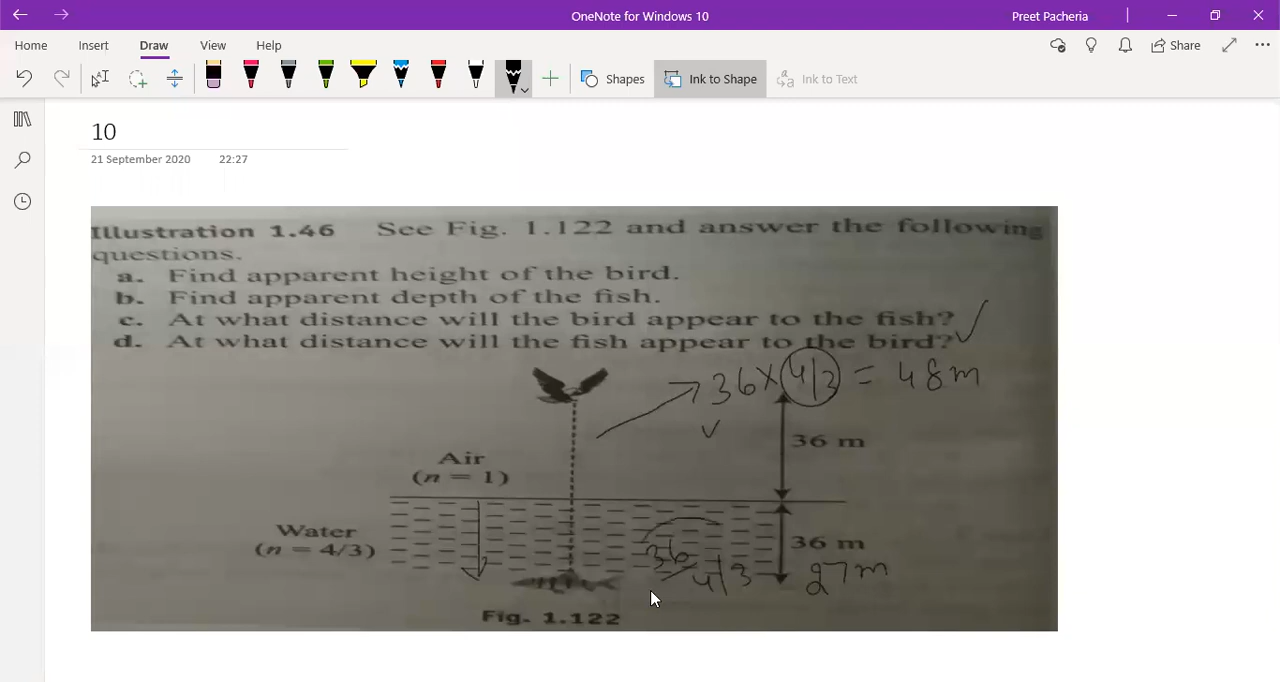 OneNote for Windows 10
Preet Pacheria
Home Insert Draw View Help
Share
Shapes
Ink to Shape
Ink to Text
10
21 September 2020 22:27
Illustration 1.46 See Fig. 1.122 and answer the following
questions.
a. Find apparent height of the bird.
b. Find apparent depth of the fish.
c. At what distance will the bird appear to the fish?
d. At what distance will the fish appear to the bird?
36 × 4/3 = 48m
36 m
Air
(n = 1)
Water
(n = 4/3)
36 m
36
4/3
27m
Fig. 1.122